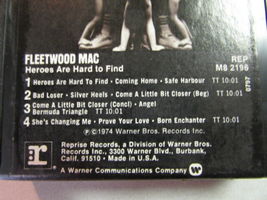 FLEETWOOD MAC
REP
Heroes Are Hard to Find
M8 2196
1 Heroes Are Hard To Find · Coming Home · Safe Harbour TT 10:01
2 Bad Loser · Silver Heels · Come A Little Bit Closer (Beg) TT 10:01
3 Come A Little Bit Closer (Concl) · Angel
Bermuda Triangle TT 10:01
4 She's Changing Me · Prove Your Love · Born Enchanter TT 10:01
©1974 Warner Bros. Records Inc.
Reprise Records, a Division of Warner Bros.
Records Inc., 3300 Warner Blvd., Burbank,
Calif. 91510 · Made in U.S.A.
A Warner Communications Company